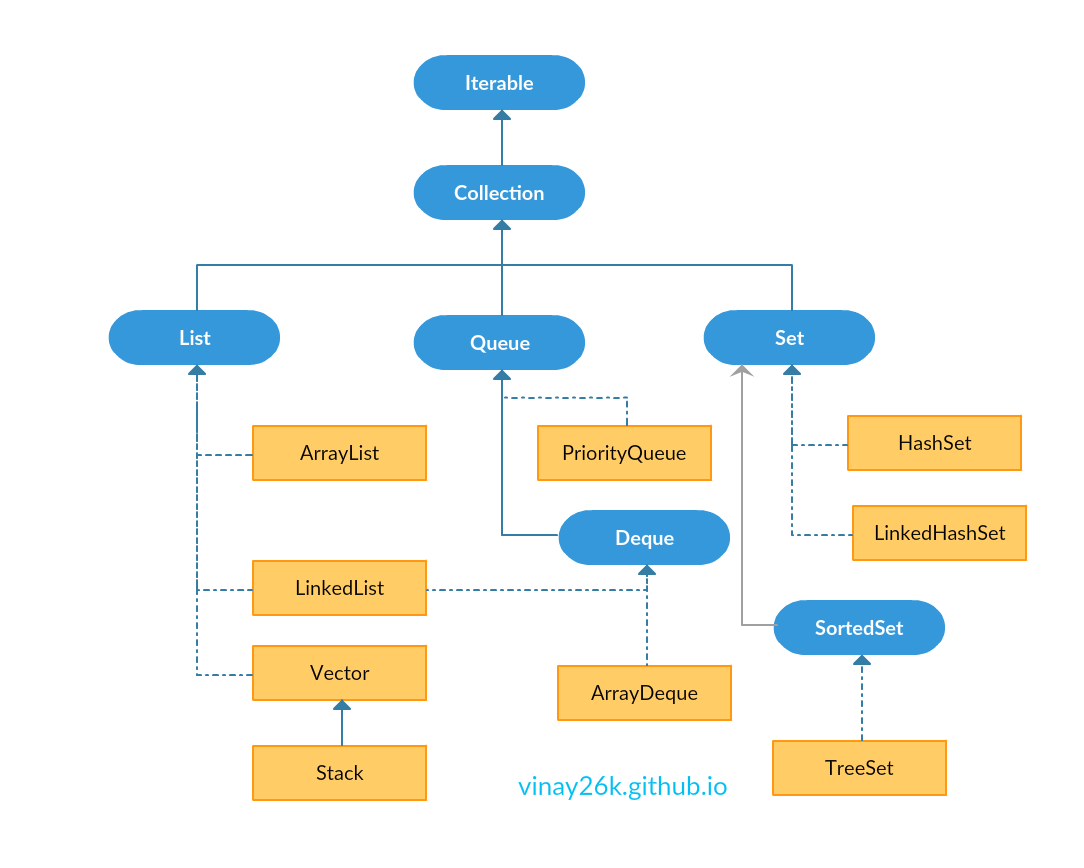 Iterable
Collection
List
Queue
Set
ArrayList
PriorityQueue
HashSet
Deque
LinkedHashSet
LinkedList
SortedSet
Vector
ArrayDeque
Stack
TreeSet
vinay26k.github.io